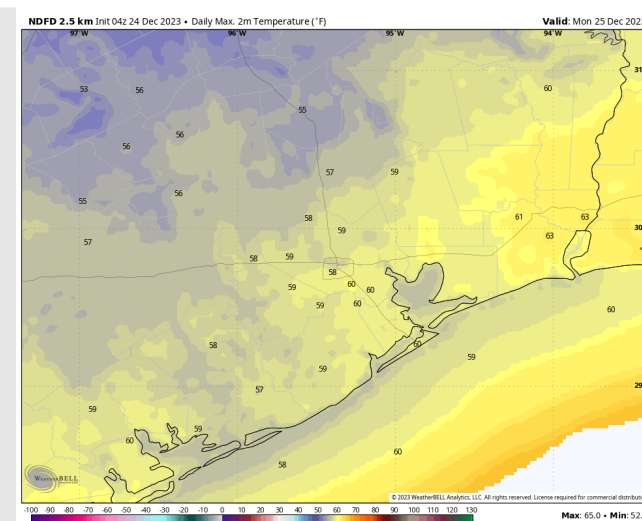 NDFD 2.5 km Init 04z 24 Dec 2023 • Daily Max. 2m Temperature (°F)
Valid: Mon 25 Dec 202
97°W 96°W 95°W 94°W
31
53 56 60
55
56 56
57 59
55 56
58 61 63
59 63 30
57
58 59
58
59 60 60
59 60 60
58 60
59
59
29
57
59
59
60
60
58
WEATHERBELL
© 2023 WeatherBELL Analytics, LLC. All rights reserved. License required for commercial distribut
-100 -90 -80 -70 -60 -50 -40 -30 -20 -10 0 10 20 30 40 50 60 70 80 90 100 110 120 130
Max: 65.0 • Min: 52.